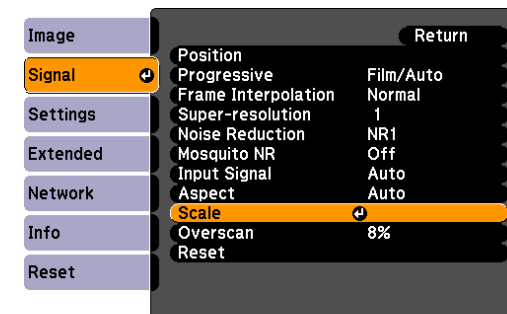 Image
Signal
Settings
Extended
Network
Info
Reset
Return
Position
Progressive Film/Auto
Frame Interpolation Normal
Super-resolution 1
Noise Reduction NR1
Mosquito NR Off
Input Signal Auto
Aspect Auto
Scale
Overscan 8%
Reset